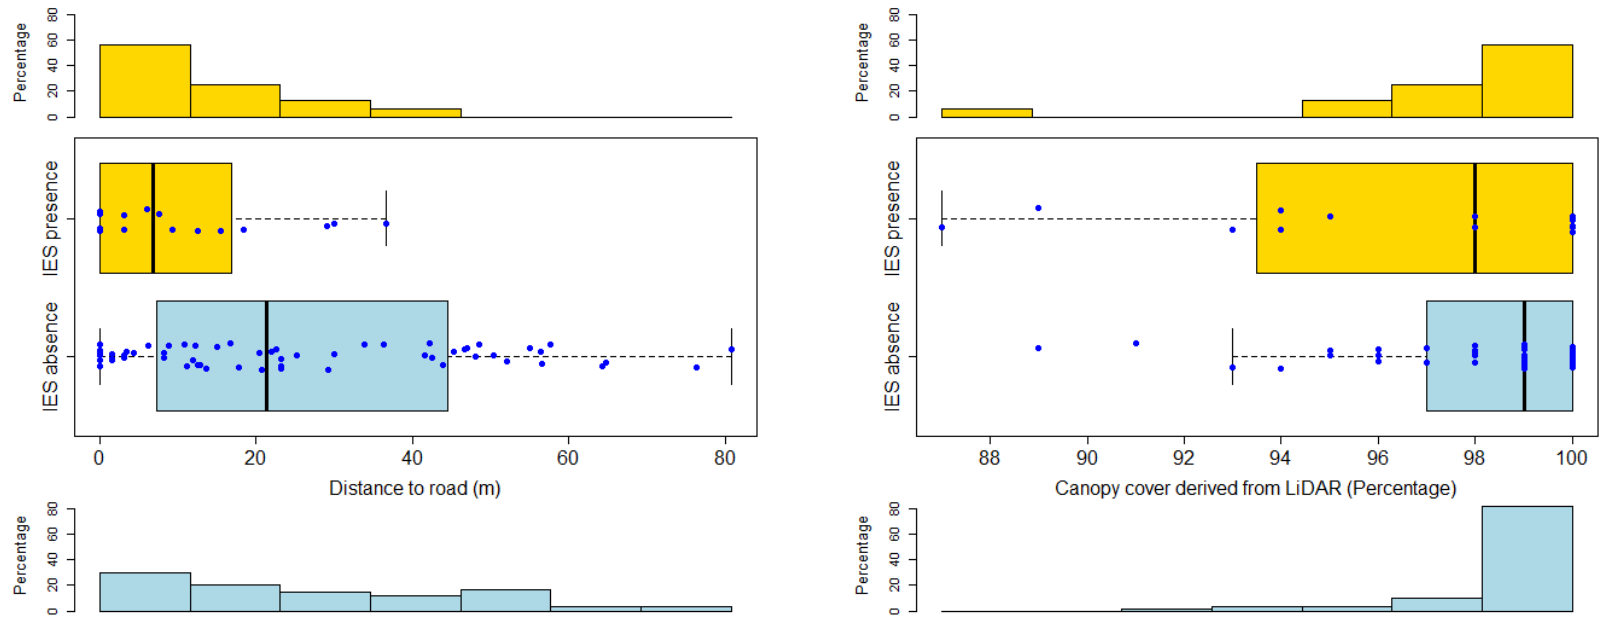 Percentage
0 20 40 60 80
IES presence
IES absence
0 20 40 60 80
Distance to road (m)
Percentage
0 20 40 60 80
Percentage
0 20 40 60 80
IES presence
IES absence
88 90 92 94 96 98 100
Canopy cover derived from LiDAR (Percentage)
Percentage
0 20 40 60 80